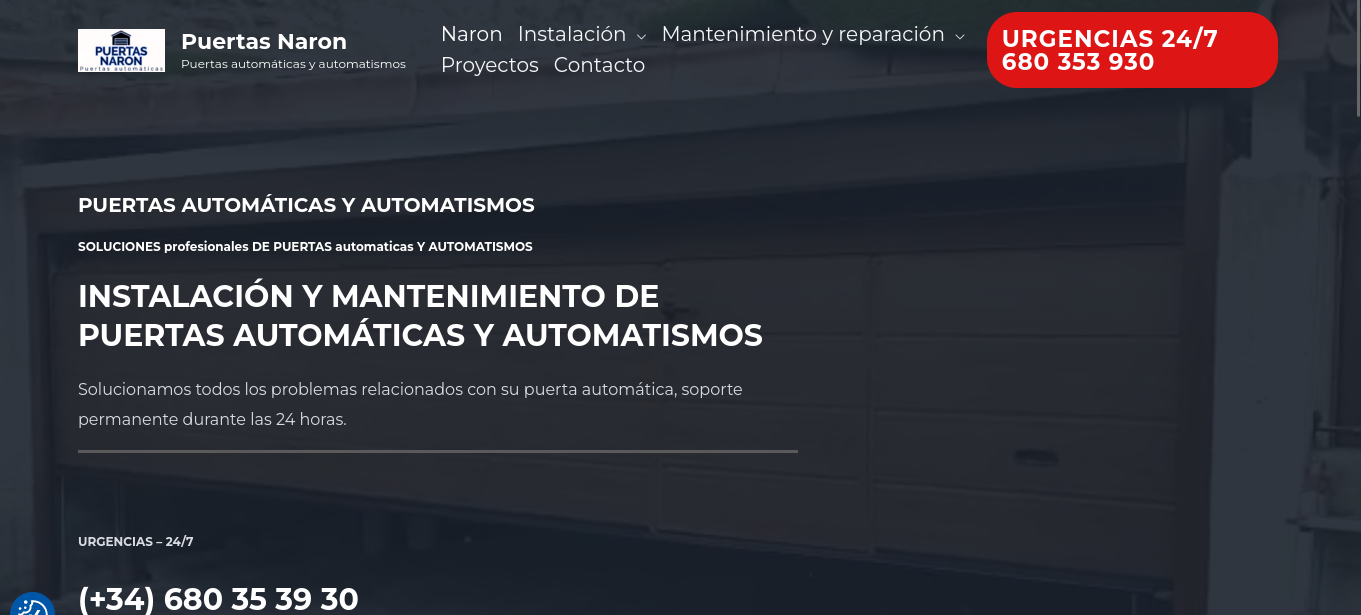 PUERTAS
NARON
Puertas automáticas
Puertas Naron
Puertas automáticas y automatismos
Naron Instalación Mantenimiento y reparación
Proyectos Contacto
URGENCIAS 24/7
680 353 930
PUERTAS AUTOMÁTICAS Y AUTOMATISMOS
SOLUCIONES profesionales DE PUERTAS automaticas Y AUTOMATISMOS
INSTALACIÓN Y MANTENIMIENTO DE
PUERTAS AUTOMÁTICAS Y AUTOMATISMOS
Solucionamos todos los problemas relacionados con su puerta automática, soporte
permanente durante las 24 horas.
URGENCIAS – 24/7
(+34) 680 35 39 30